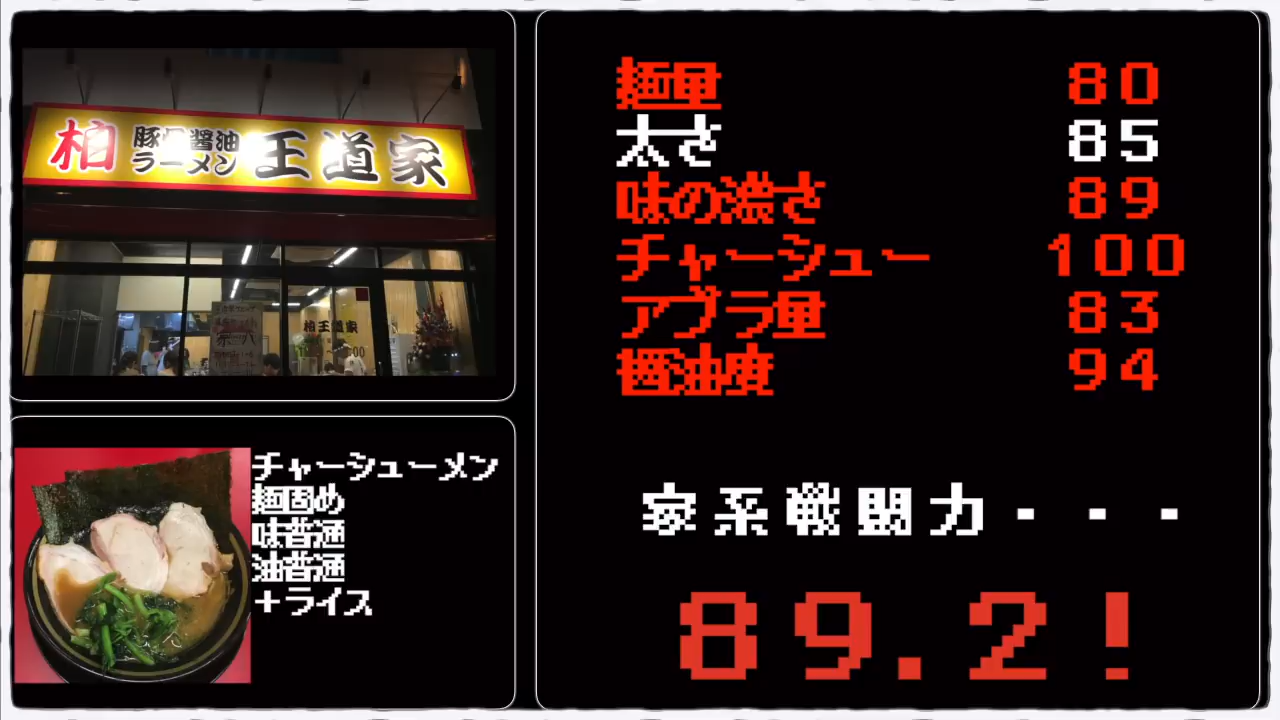 柏 豚骨醤油ラーメン 王道家
柏王道家
チャーシューメン
麺固め
味普通
油普通
+ライス
麺量 80
太さ 85
味の濃さ 89
チャーシュー 100
アブラ量 83
醤油度 94
家系戦闘力・・・
89.2!